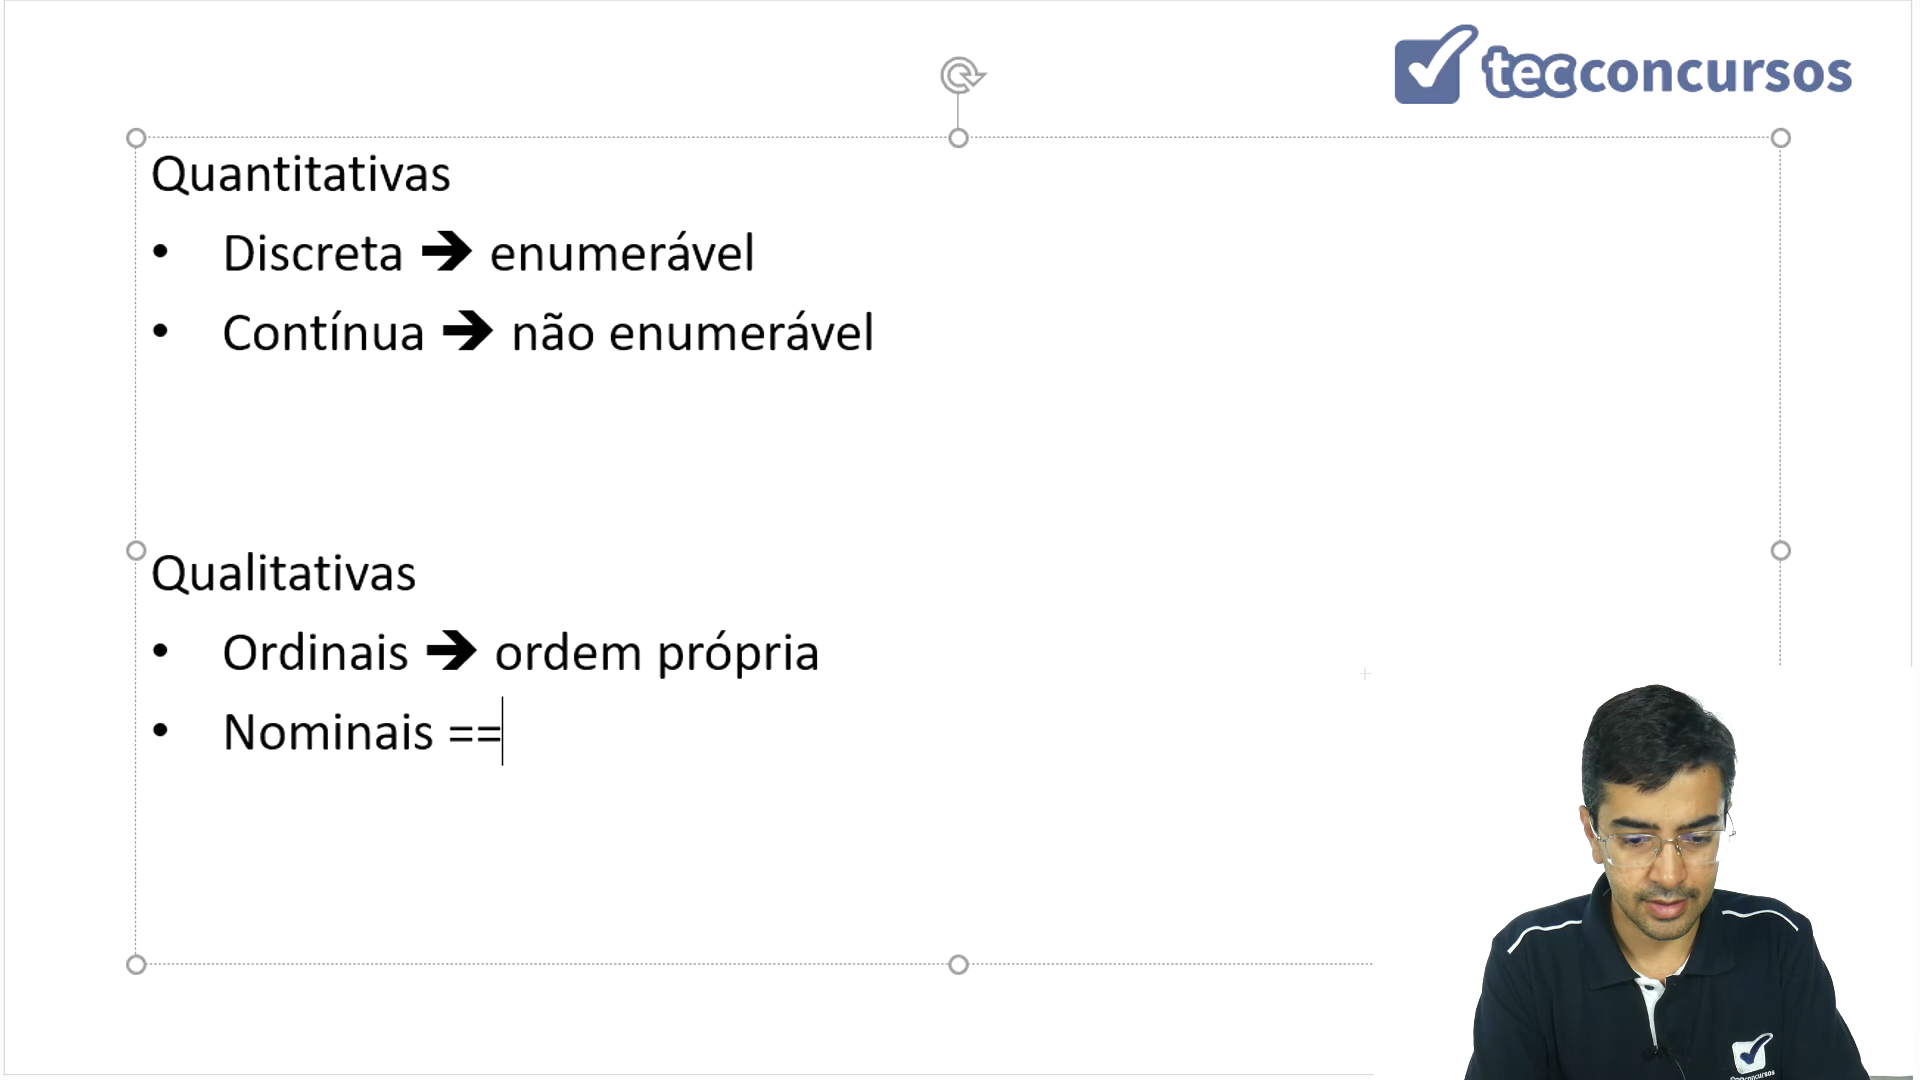 tecconcursos
Quantitativas
• Discreta ➔ enumerável
• Contínua ➔ não enumerável
Qualitativas
• Ordinais ➔ ordem própria
• Nominais ==